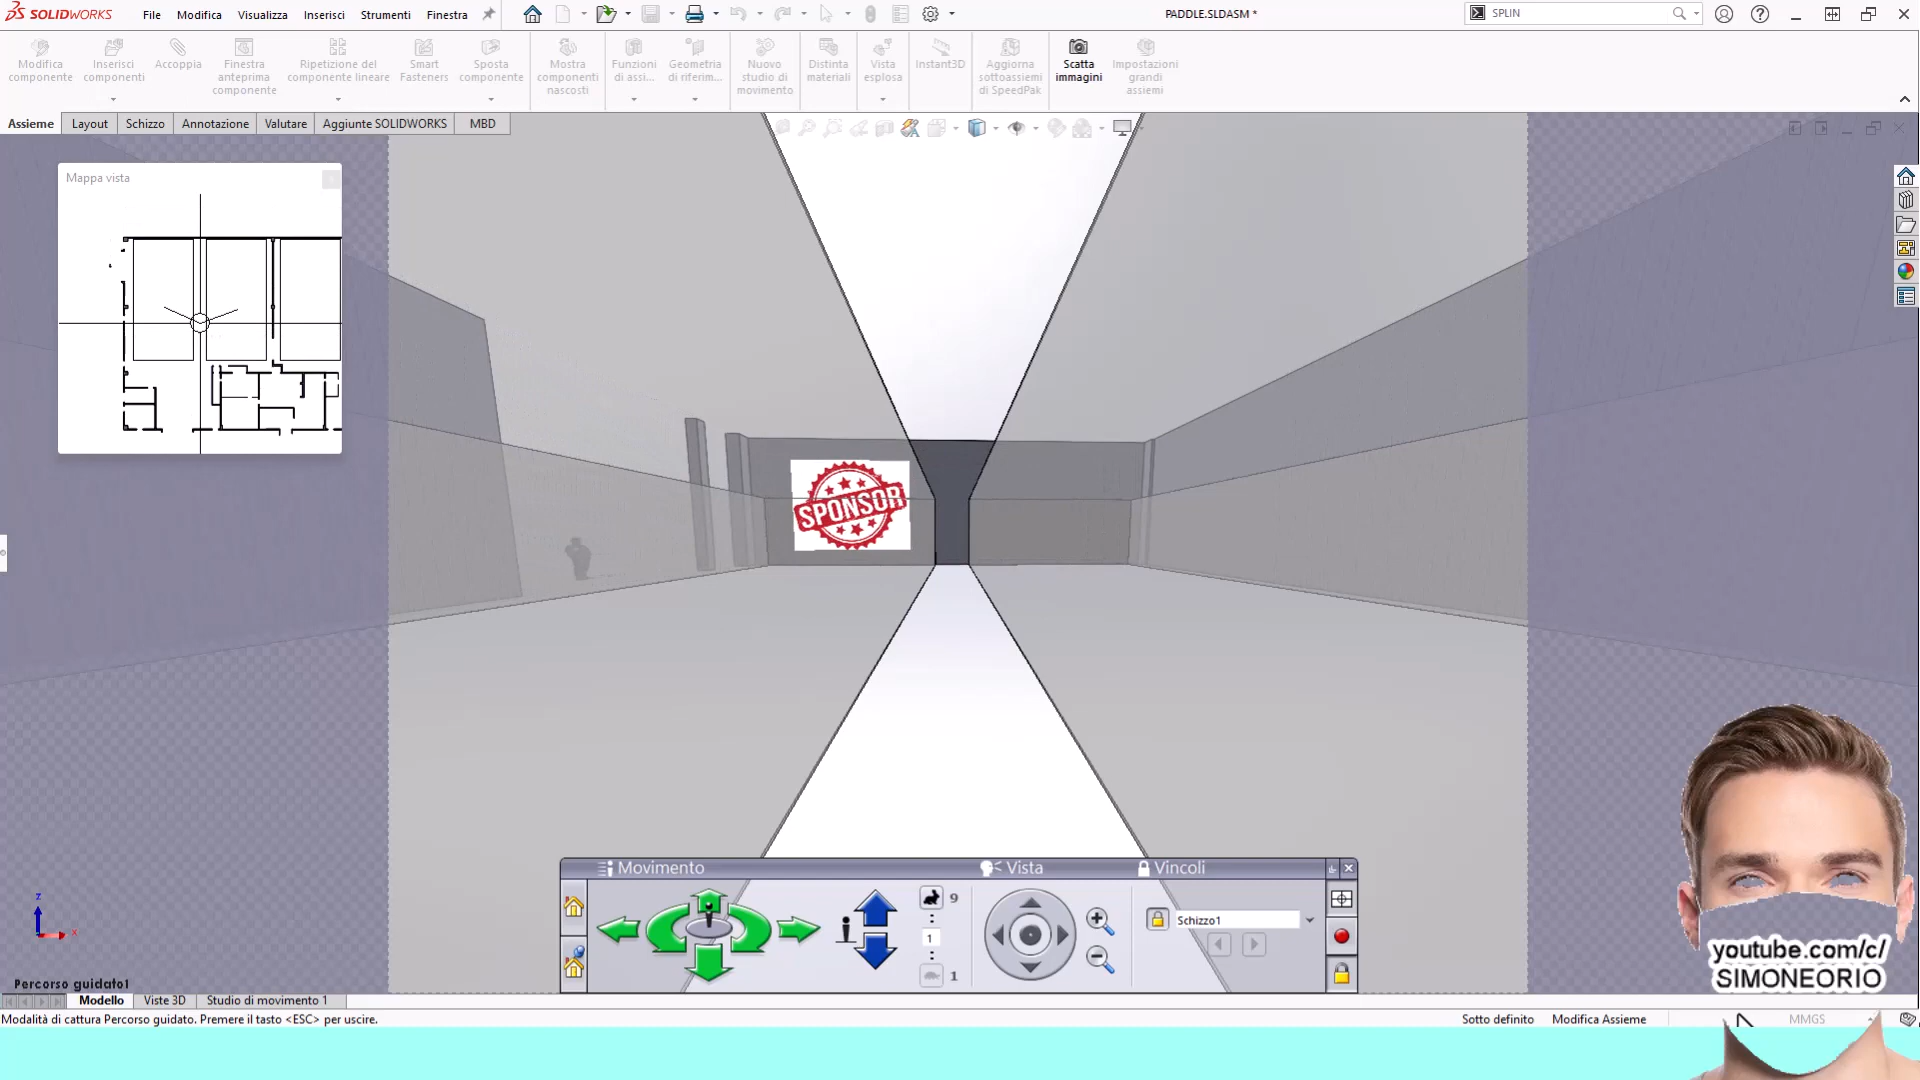 SOLIDWORKS
File
Modifica
Visualizza
Inserisci
Strumenti
Finestra
PADDLE.SLDASM *
SPLIN
Modifica
componente
Inserisci
componenti
Accoppia
Finestra
anteprima
componente
Ripetizione del
componente lineare
Smart
Fasteners
Sposta
componente
Mostra
componenti
nascosti
Funzioni
di assi...
Geometria
di riferim...
Nuovo
studio di
movimento
Distinta
materiali
Vista
esplosa
Instant3D
Aggiorna
sottoassiemi
di SpeedPak
Scatta
immagini
Impostazioni
grandi
assiemi
Assieme
Layout
Schizzo
Annotazione
Valutare
Aggiunte SOLIDWORKS
MBD
Mappa vista
SPONSOR
z
x
Movimento
Vista
Vincoli
9
1
1
Schizzo1
youtube.com/c/
SIMONEORIO
Percorso guidato1
Modello
Viste 3D
Studio di movimento 1
Modalità di cattura Percorso guidato. Premere il tasto <ESC> per uscire.
Sotto definito
Modifica Assieme
MMGS